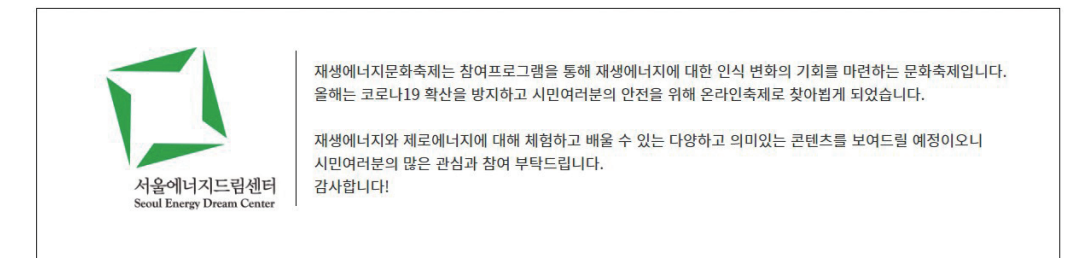 재생에너지문화축제는 참여프로그램을 통해 재생에너지에 대한 인식 변화의 기회를 마련하는 문화축제입니다.
올해는 코로나19 확산을 방지하고 시민여러분의 안전을 위해 온라인축제로 찾아뵙게 되었습니다.
재생에너지와 제로에너지에 대해 체험하고 배울 수 있는 다양하고 의미있는 콘텐츠를 보여드릴 예정이오니
시민여러분의 많은 관심과 참여 부탁드립니다.
감사합니다!
서울에너지드림센터
Seoul Energy Dream Center